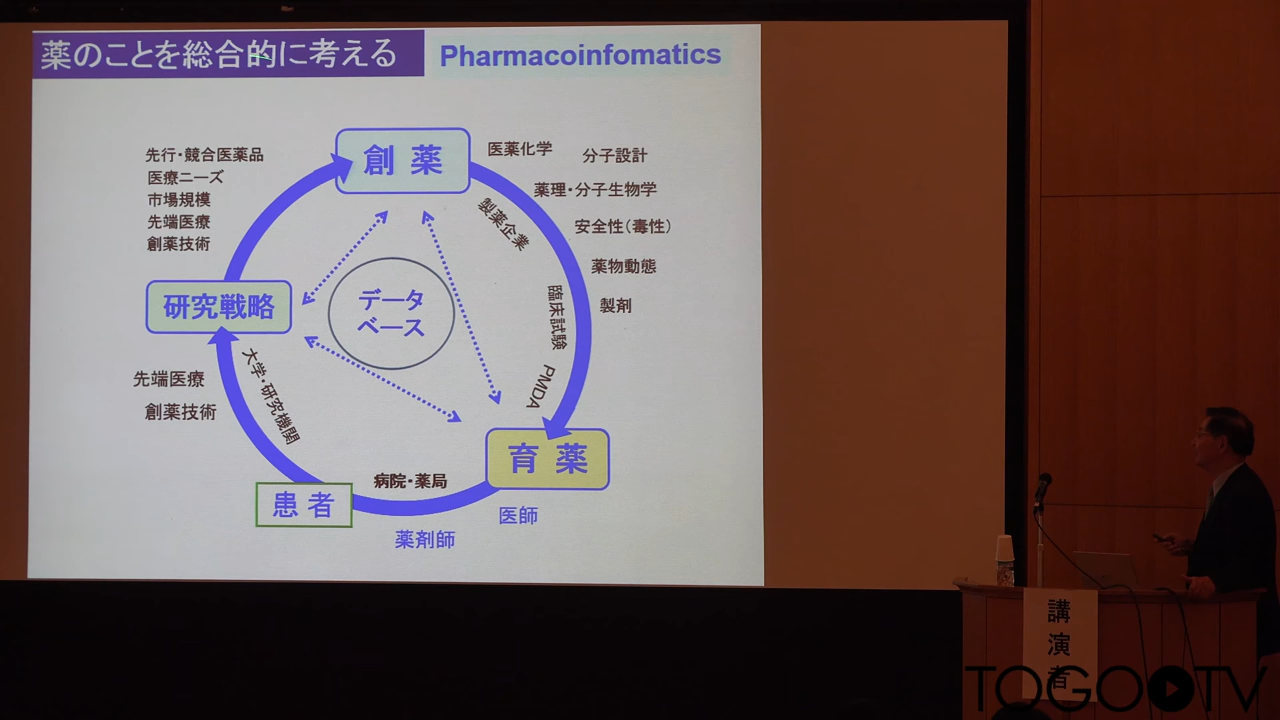 薬のことを総合的に考える
Pharmacoinfomatics
創 薬
先行・競合医薬品
医療ニーズ
市場規模
先端医療
創薬技術
医薬化学
分子設計
薬理・分子生物学
安全性(毒性)
薬物動態
製剤
製薬企業
臨床試験
PMDA
研究戦略
データ
ベース
先端医療
創薬技術
大学・研究機関
育 薬
病院・薬局
患 者
医師
薬剤師
講演者
TOGOTV